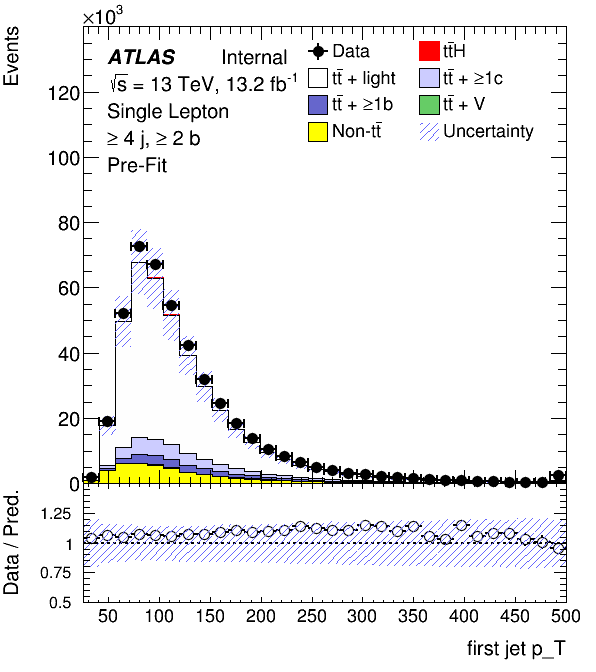 ×10³
Events
ATLAS Internal
√s = 13 TeV, 13.2 fb⁻¹
Single Lepton
≥ 4 j, ≥ 2 b
Pre-Fit
Data
tt̄H
tt̄ + light
tt̄ + ≥1c
tt̄ + ≥1b
tt̄ + V
Non-tt̄
Uncertainty
120
100
80
60
40
20
0
Data / Pred.
1.25
1
0.75
0.5
50 100 150 200 250 300 350 400 450 500
first jet p_T